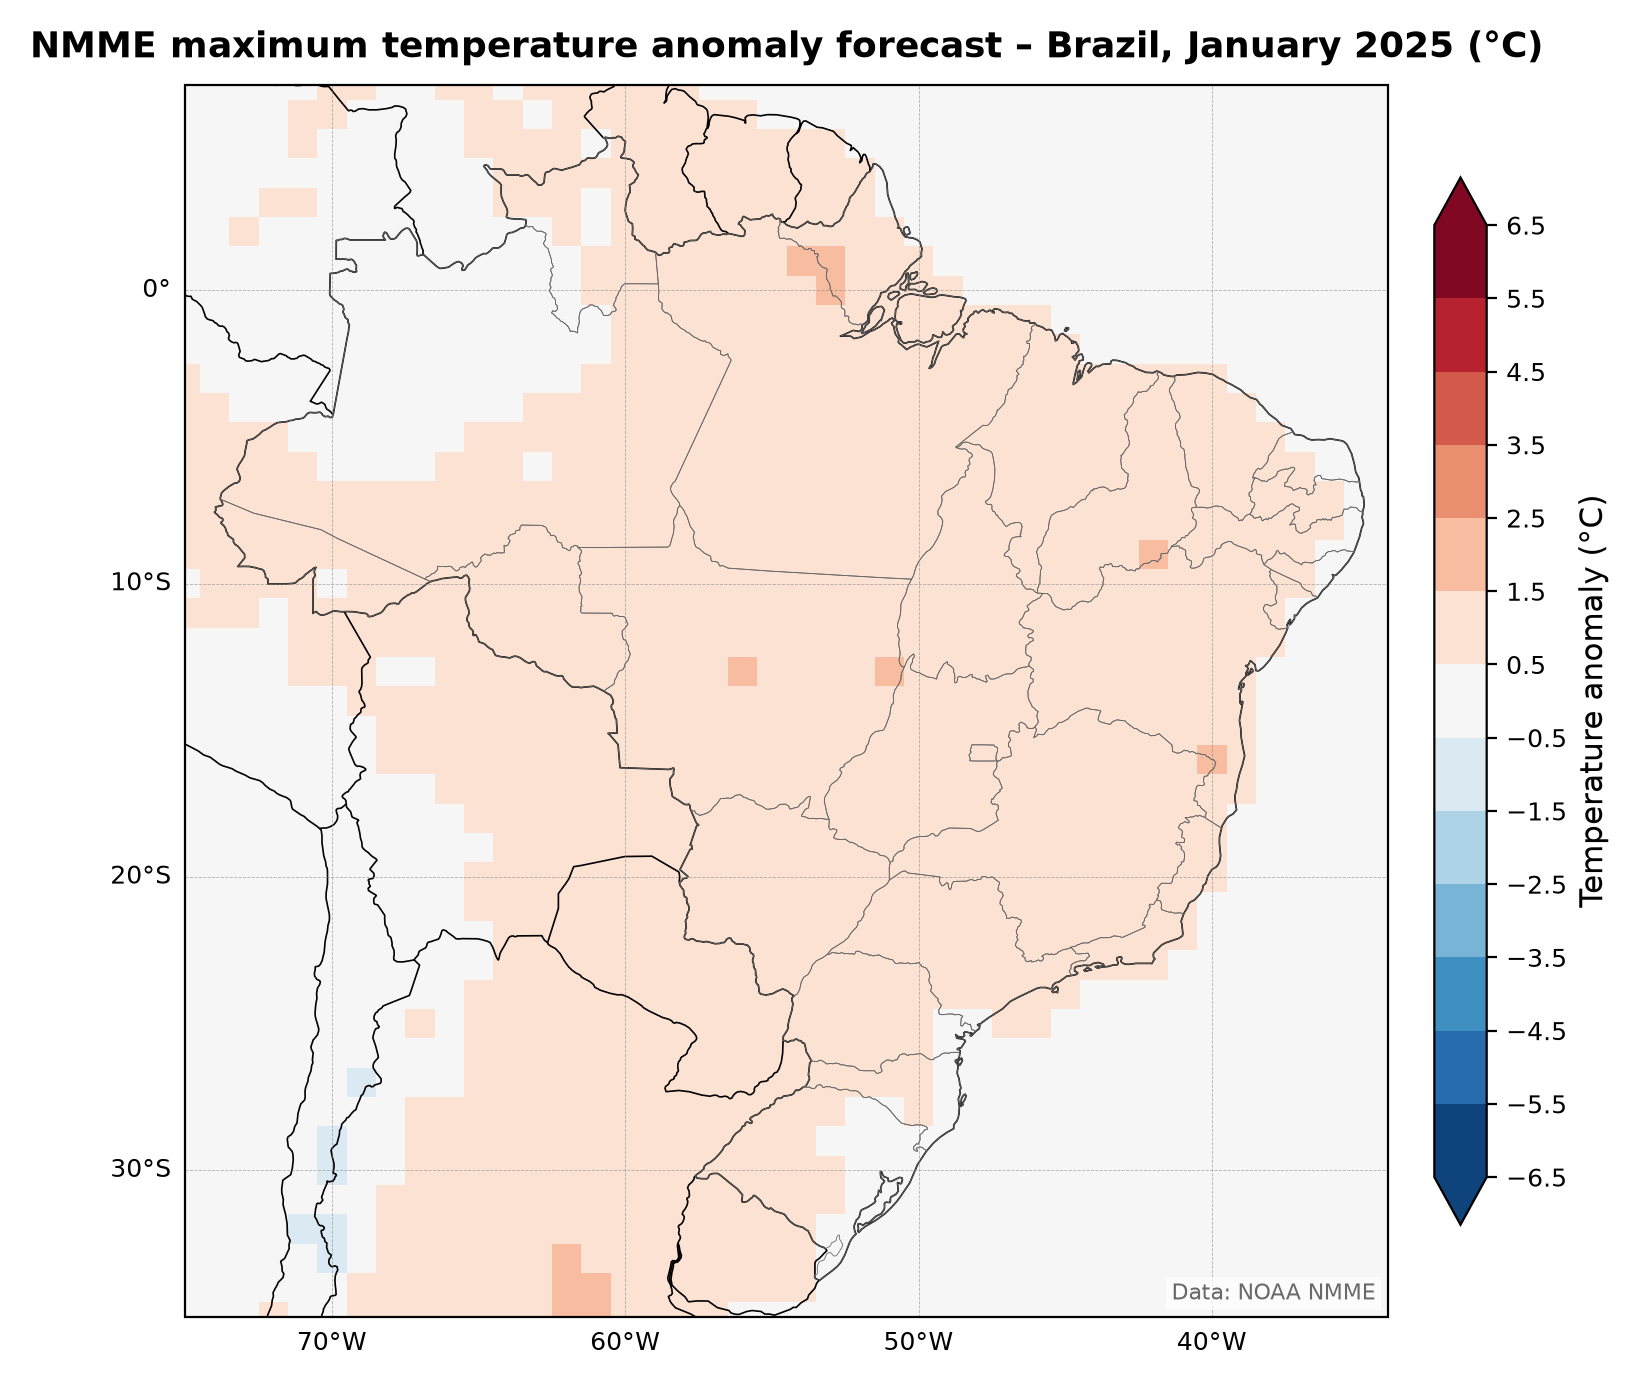 NMME maximum temperature anomaly forecast – Brazil, January 2025 (°C)
0°
10°S
20°S
30°S
70°W
60°W
50°W
40°W
Data: NOAA NMME
6.5
5.5
4.5
3.5
2.5
1.5
0.5
−0.5
−1.5
−2.5
−3.5
−4.5
−5.5
−6.5
Temperature anomaly (°C)